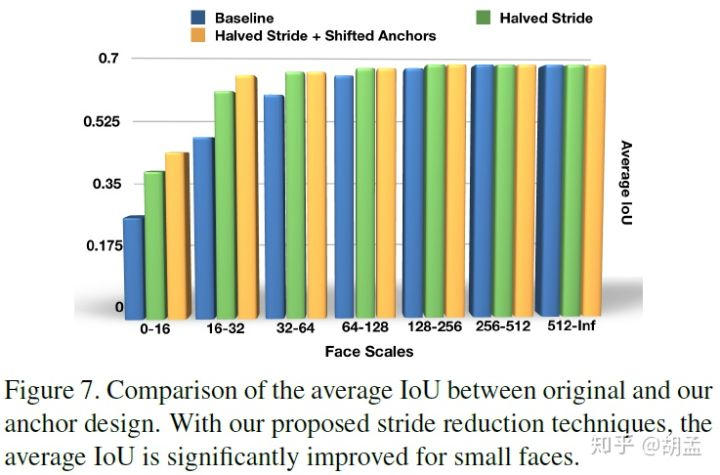 Baseline
Halved Stride
Halved Stride + Shifted Anchors
0.7
0.525
0.35
0.175
0
Average IoU
0-16 16-32 32-64 64-128 128-256 256-512 512-Inf
Face Scales
Figure 7. Comparison of the average IoU between original and our
anchor design. With our proposed stride reduction techniques, the
average IoU is significantly improved for small faces.
知乎 @胡孟